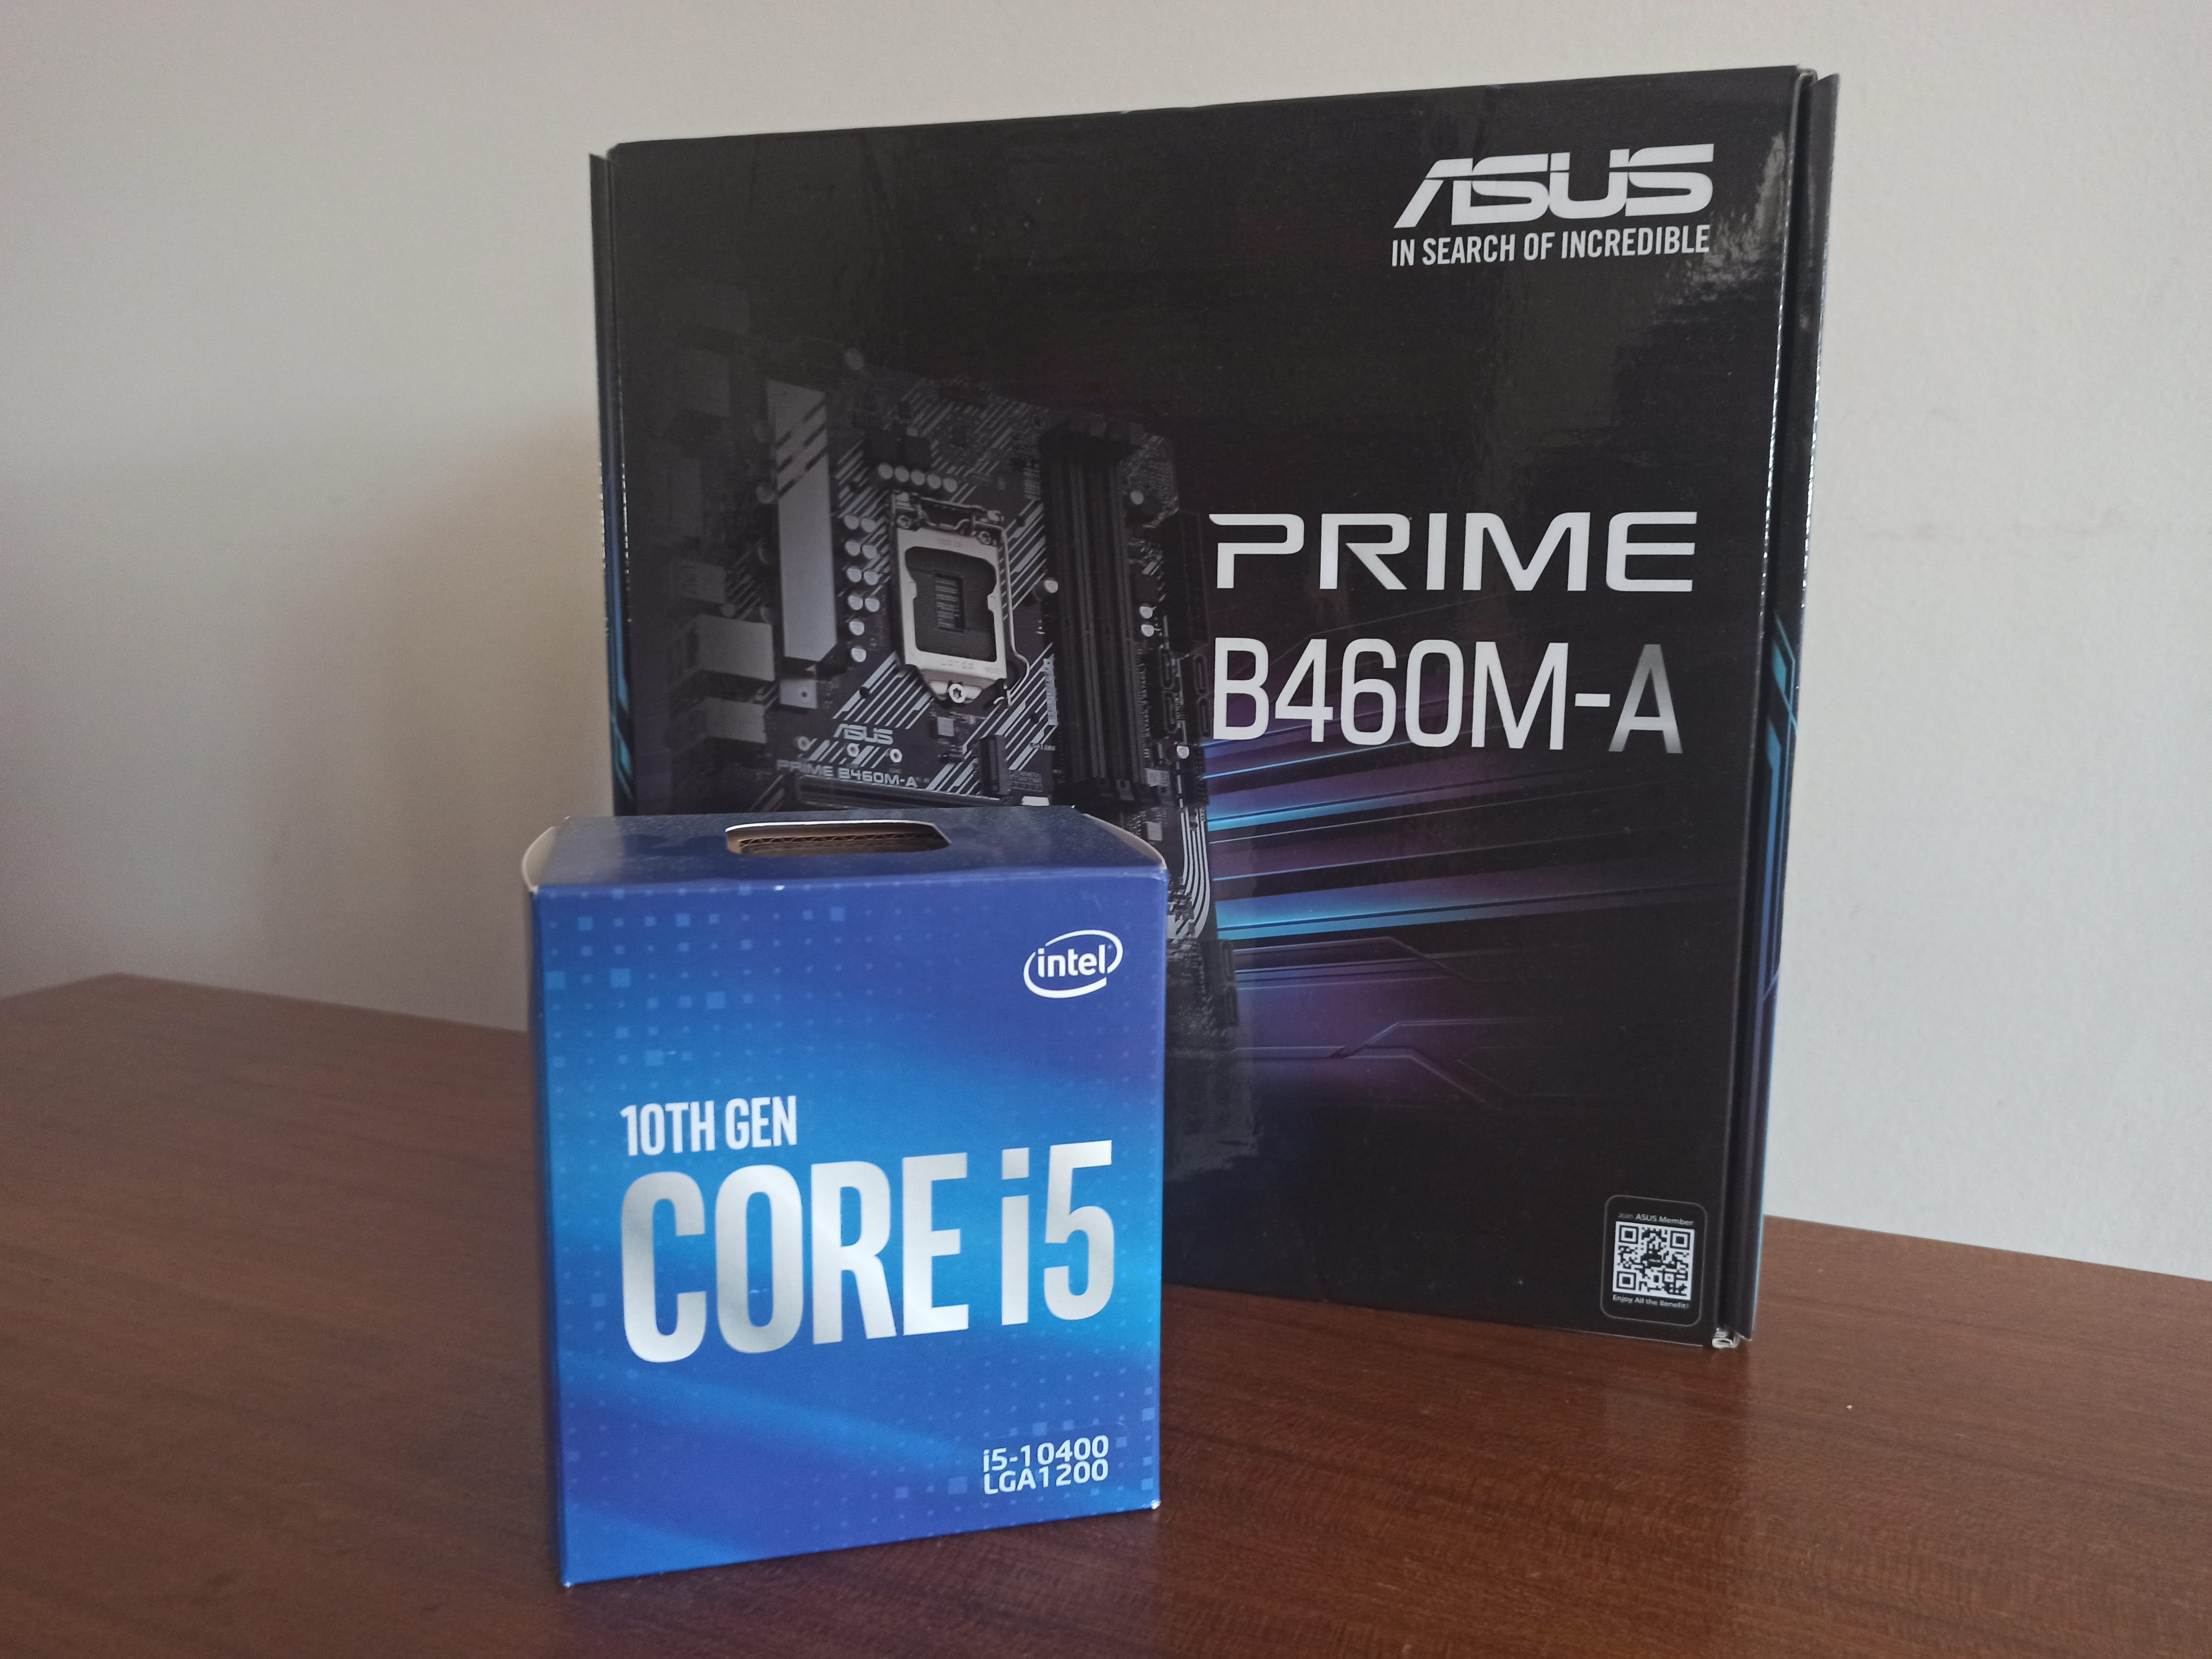 ASUS
IN SEARCH OF INCREDIBLE
PRIME
B460M-A
ASUS
PRIME B460M-A
intel
10TH GEN
CORE i5
i5-10400
LGA1200
Join ASUS Member
Enjoy All the Benefit!